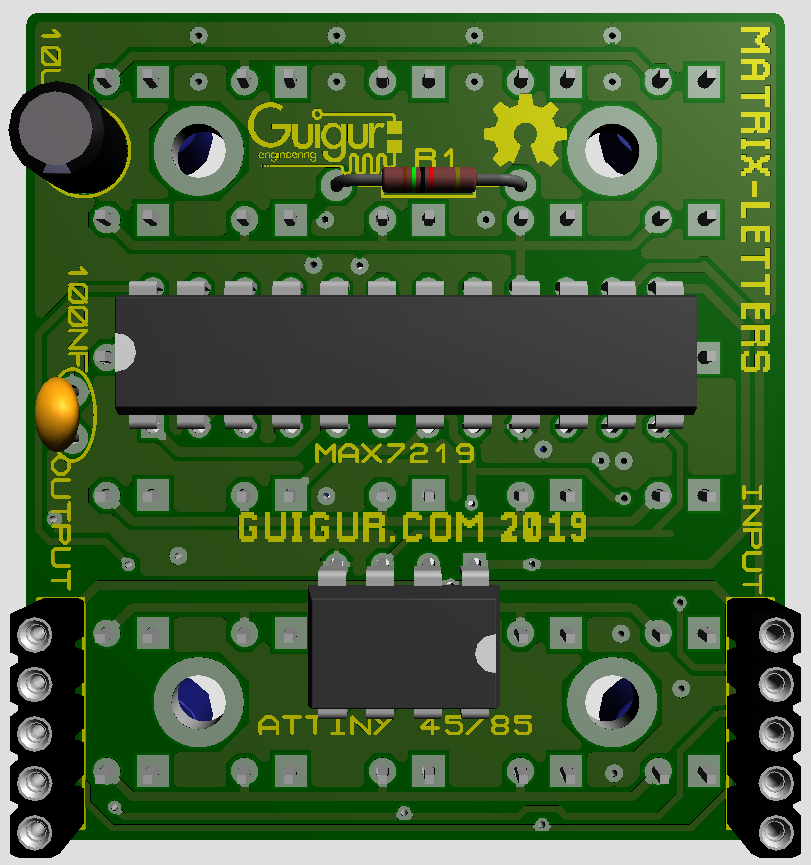 10U
Guigur
engineering
R1
MATRIX-LETTERS
100NF
MAX7219
OUTPUT
GUIGUR.COM 2019
INPUT
ATTINY 45/85